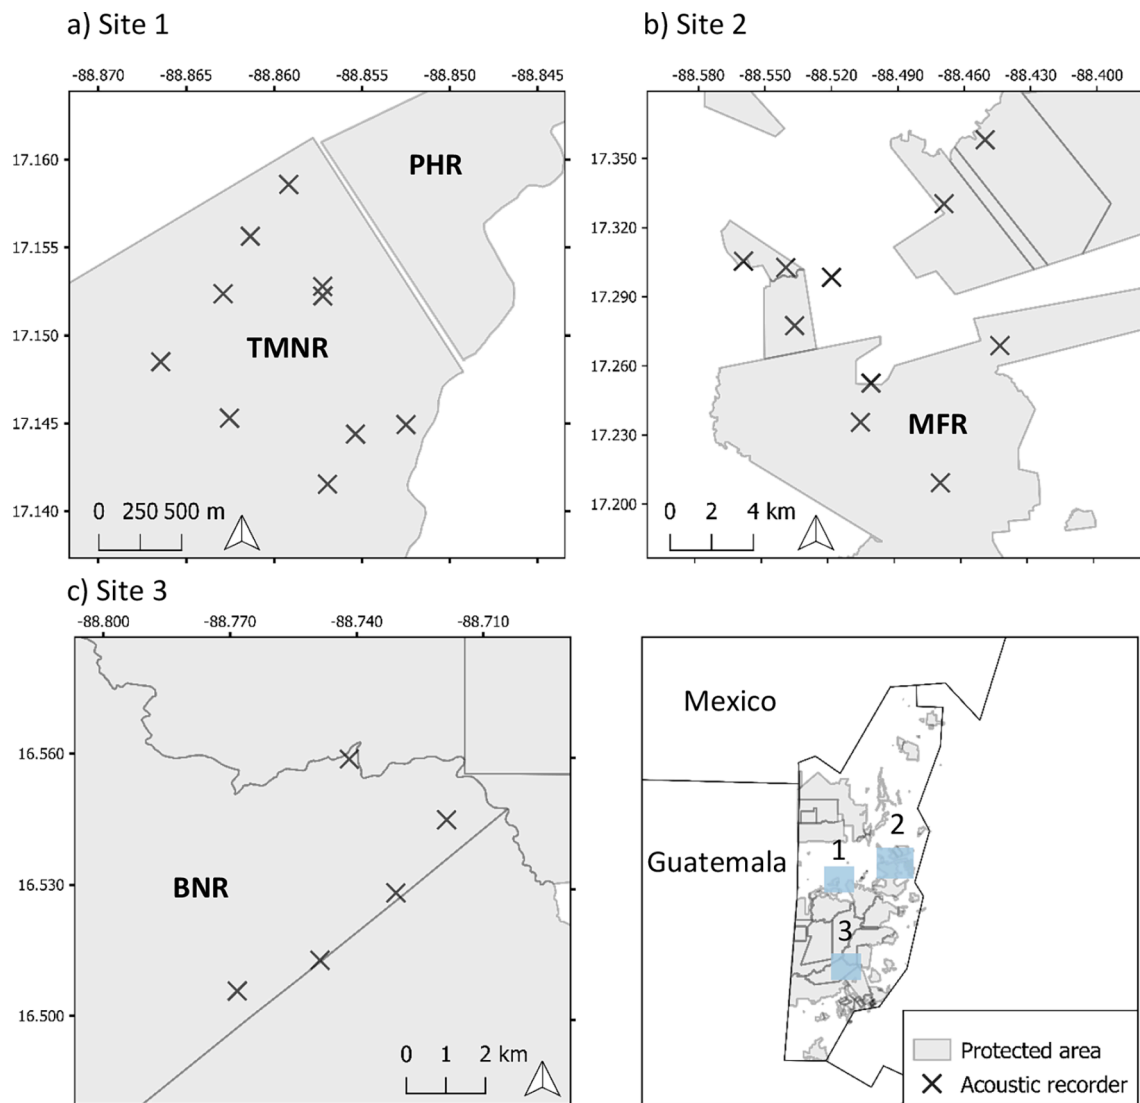 a) Site 1
-88.870 -88.865 -88.860 -88.855 -88.850 -88.845
17.160
17.155
17.150
17.145
17.140
PHR
TMNR
0 250 500 m
b) Site 2
-88.580 -88.550 -88.520 -88.490 -88.460 -88.430 -88.400
17.350
17.320
17.290
17.260
17.230
17.200
MFR
0 2 4 km
c) Site 3
-88.800 -88.770 -88.740 -88.710
16.560
16.530
16.500
BNR
0 1 2 km
Mexico
Guatemala
1
2
3
Protected area
Acoustic recorder